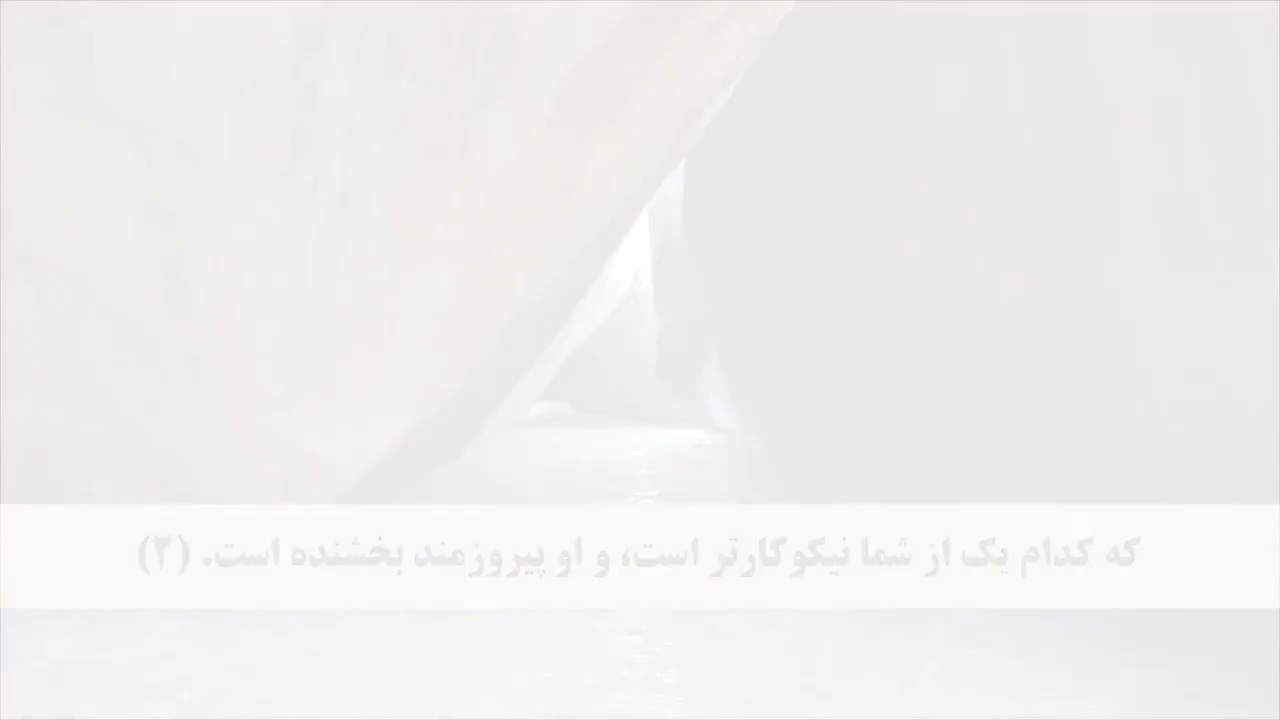 که کدام یک از شما نیکوکارتر است، و او پیروزمند بخشنده است. (۲)